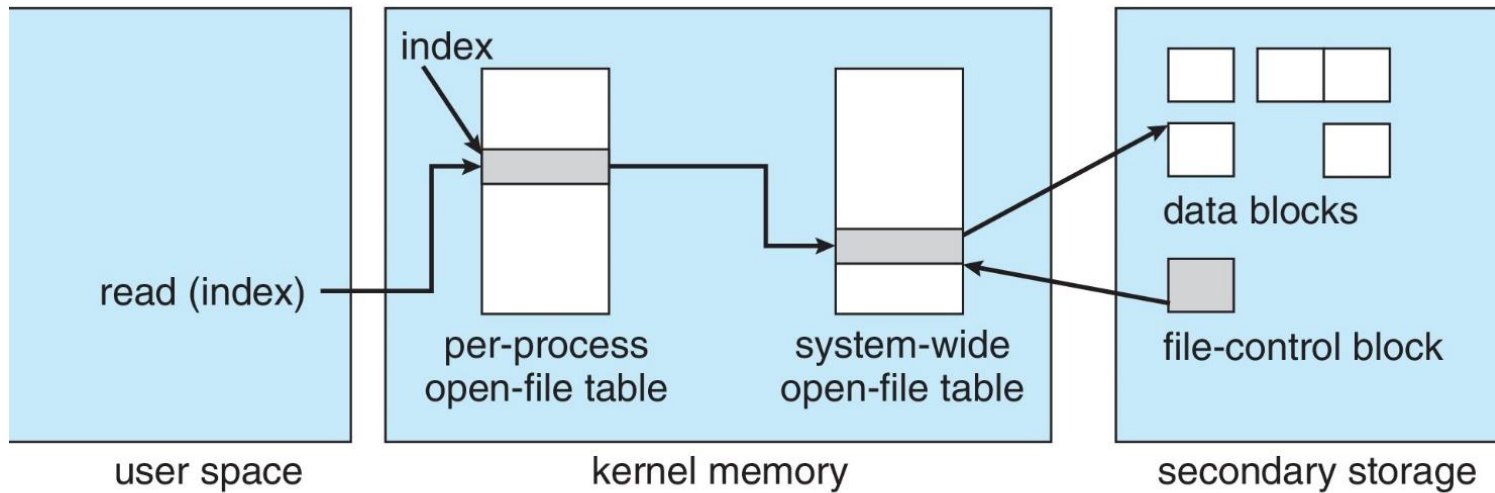 index
read (index)
per-process
open-file table
system-wide
open-file table
data blocks
file-control block
user space
kernel memory
secondary storage